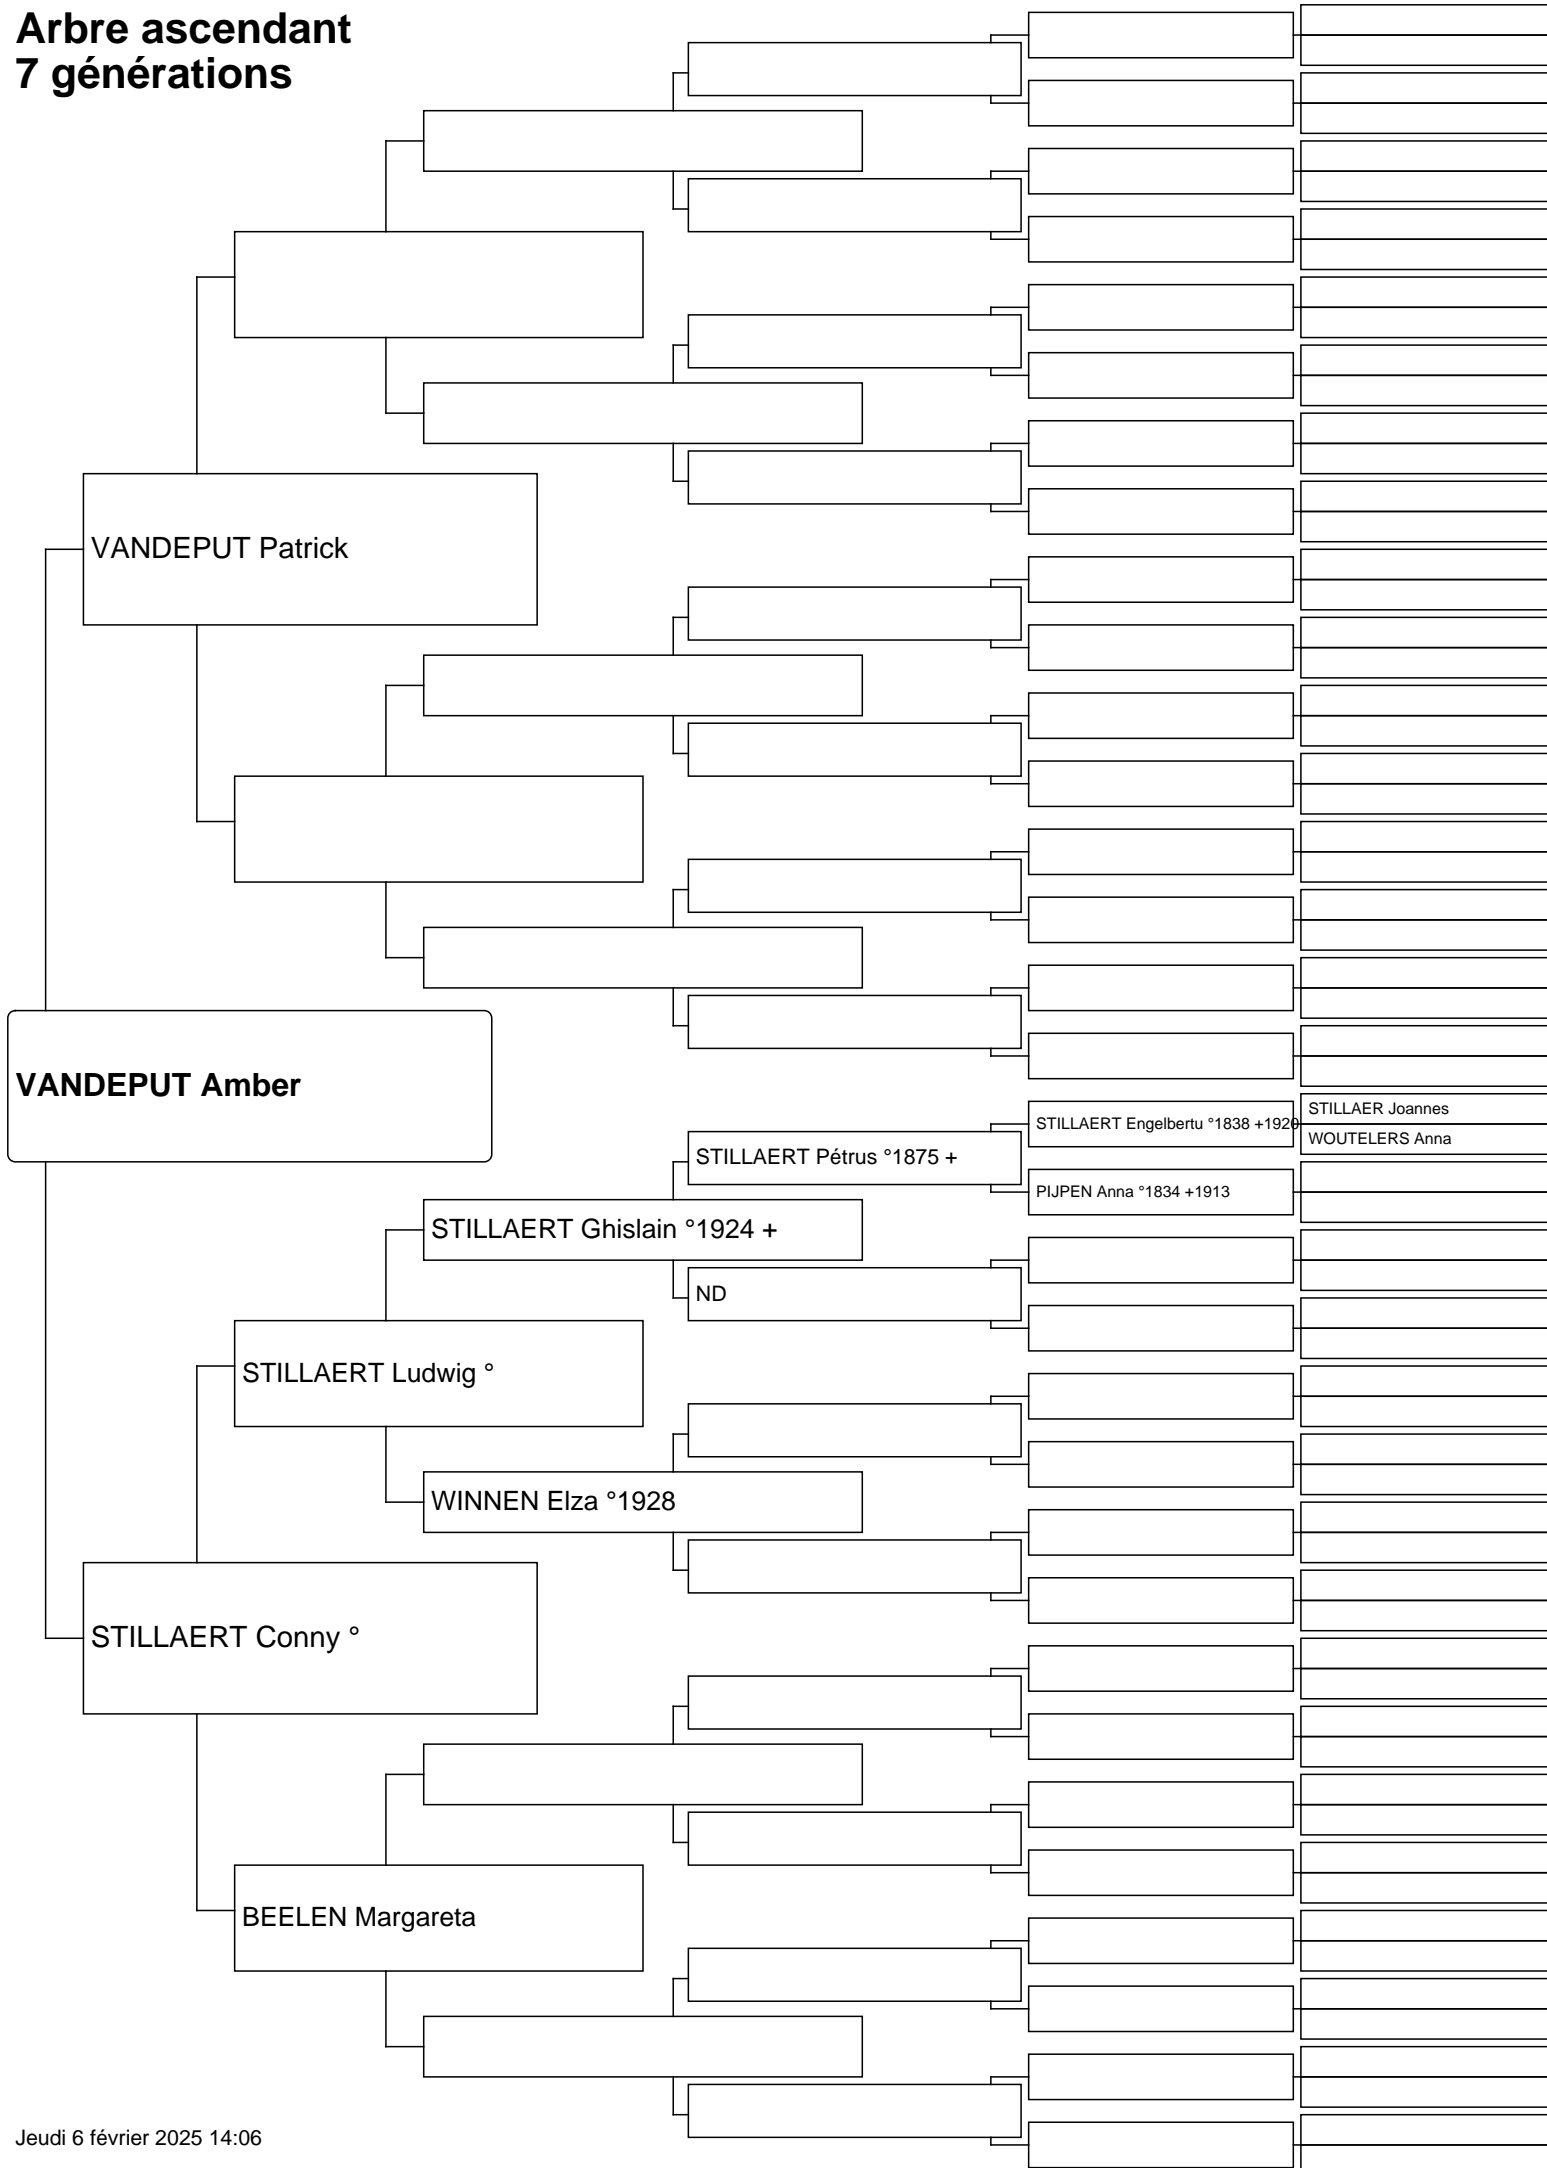 Arbre ascendant
7 générations
VANDEPUT Patrick
VANDEPUT Amber
STILLAERT Engelbertu °1838 +1920
STILLAER Joannes
WOUTELERS Anna
STILLAERT Pétrus °1875 +
PIJPEN Anna °1834 +1913
STILLAERT Ghislain °1924 +
ND
STILLAERT Ludwig °
WINNEN Elza °1928
STILLAERT Conny °
BEELEN Margareta
Jeudi 6 février 2025 14:06